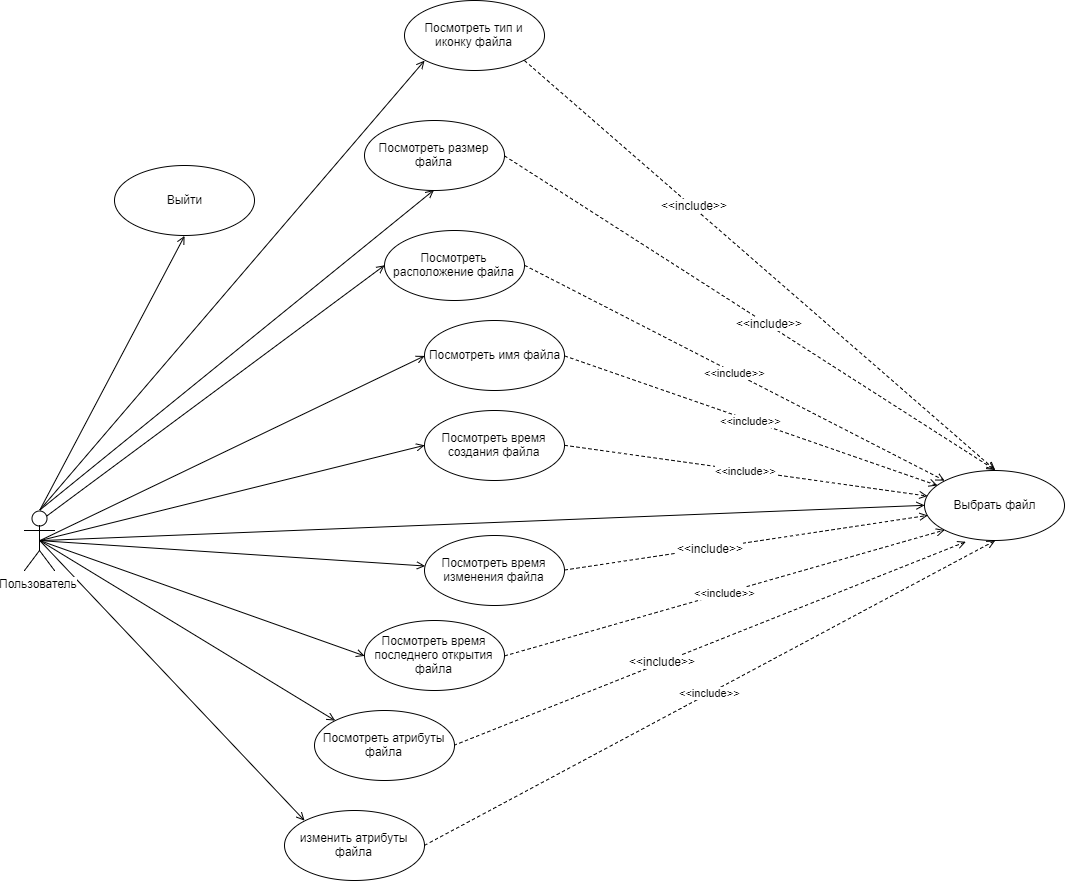 Посмотреть тип и
иконку файла
Посмотреть размер
файла
Выйти
<<include>>
Посмотреть
расположение файла
<<include>>
Посмотреть имя файла
<<include>>
<<include>>
Посмотреть время
создания файла
<<include>>
Выбрать файл
<<include>>
Посмотреть время
изменения файла
Пользователь
<<include>>
Посмотреть время
последнего открытия
файла
<<include>>
<<include>>
Посмотреть атрибуты
файла
изменить атрибуты
файла